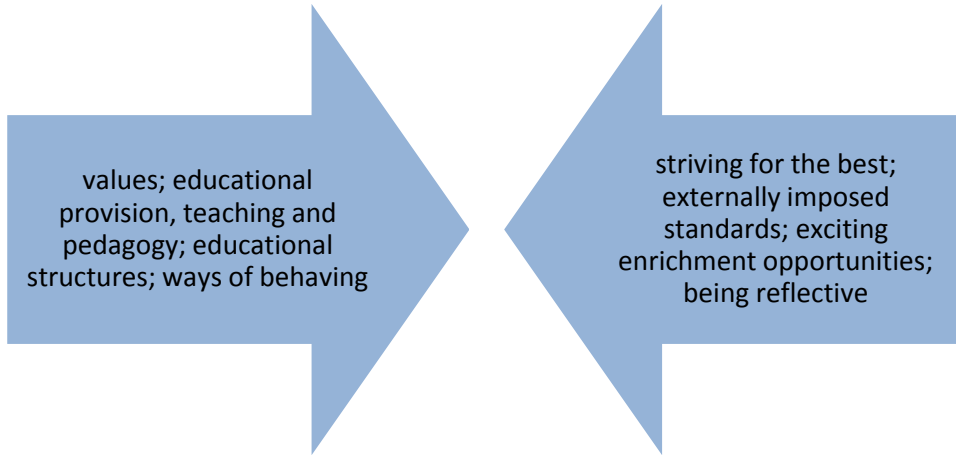 values; educational
provision, teaching and
pedagogy; educational
structures; ways of behaving
striving for the best;
externally imposed
standards; exciting
enrichment opportunities;
being reflective